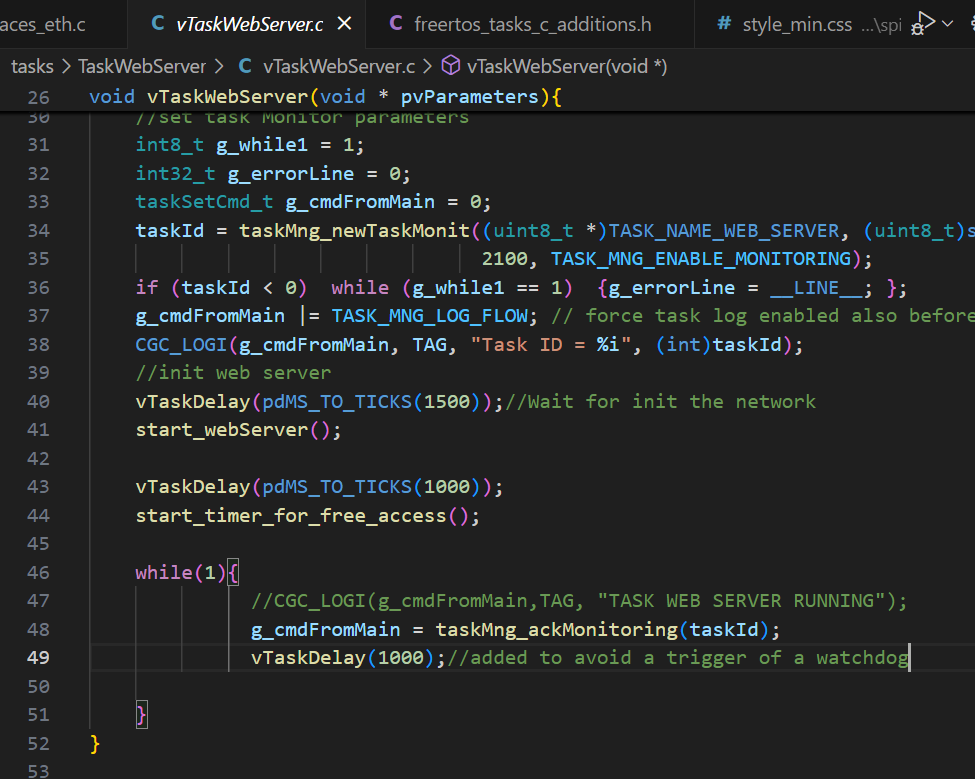 aces_eth.c
C vTaskWebServer.c ×
C freertos_tasks_c_additions.h
# style_min.css ...\spi
tasks > TaskWebServer > C vTaskWebServer.c > vTaskWebServer(void *)
26 void vTaskWebServer(void * pvParameters){
30 //set task Monitor parameters
31 int8_t g_while1 = 1;
32 int32_t g_errorLine = 0;
33 taskSetCmd_t g_cmdFromMain = 0;
34 taskId = taskMng_newTaskMonit((uint8_t *)TASK_NAME_WEB_SERVER, (uint8_t)s
35 2100, TASK_MNG_ENABLE_MONITORING);
36 if (taskId < 0)  while (g_while1 == 1)  {g_errorLine = __LINE__; };
37 g_cmdFromMain |= TASK_MNG_LOG_FLOW; // force task log enabled also before
38 CGC_LOGI(g_cmdFromMain, TAG, "Task ID = %i", (int)taskId);
39 //init web server
40 vTaskDelay(pdMS_TO_TICKS(1500));//Wait for init the network
41 start_webServer();
42
43 vTaskDelay(pdMS_TO_TICKS(1000));
44 start_timer_for_free_access();
45
46 while(1){
47 //CGC_LOGI(g_cmdFromMain,TAG, "TASK WEB SERVER RUNNING");
48 g_cmdFromMain = taskMng_ackMonitoring(taskId);
49 vTaskDelay(1000);//added to avoid a trigger of a watchdog
50
51 }
52 }
53